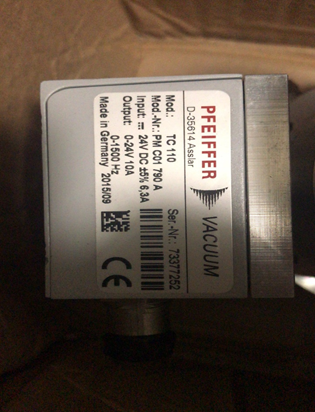 PFEIFFER VACUUM
D-35614 Asslar
Mod.: TC 110 Ser.-Nr.: 73377252
Mod.-Nr.: PM C01 790 A
Input: ⎓ 24V DC ±5% 6,3A
Output: 0-24V 10A
0-1500 Hz
Made in Germany 2015/09
CE